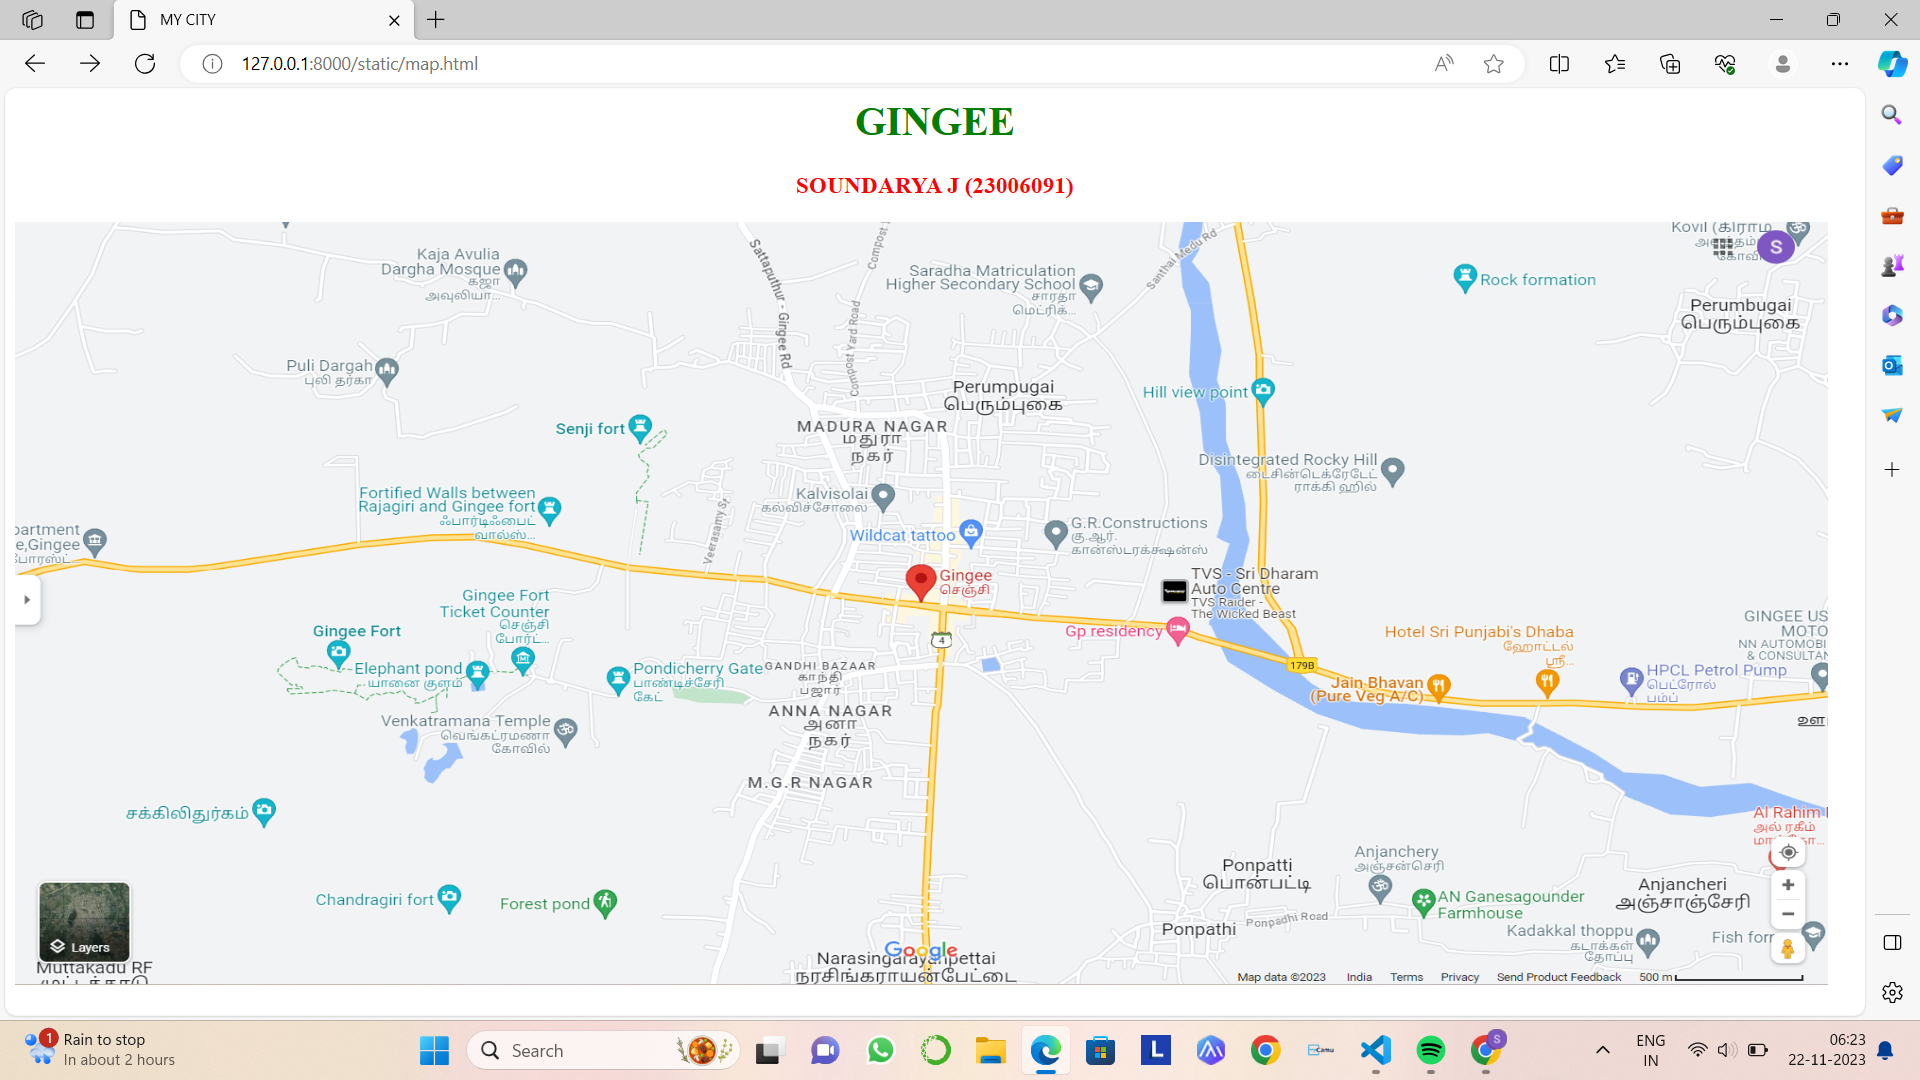 MY CITY
127.0.0.1:8000/static/map.html
GINGEE
SOUNDARYA J (23006091)
Kaja Avulia
Dargha Mosque
கஜா
அவுலியா...
Sattaputhur - Gingee Rd
Compost
Compost Yard Road
Saradha Matriculation
Higher Secondary School
சாரதா
மெட்ரிக்...
Santhai Medu Rd
Rock formation
S
Perumbugai
பெரும்புகை
Puli Dargah
புலி தர்கா
Perumpugai
பெரும்புகை
Hill view point
Senji fort
MADURA NAGAR
மதுரா
நகர்
Disintegrated Rocky Hill
டைசின்டெக்ரேடேட்
ராக்கி ஹில்
Fortified Walls between
Rajagiri and Gingee fort
ஃபார்டிஃபைட்
வால்ஸ்...
Kalvisolai
கல்விச்சோலை
Veerasamy St
Wildcat tattoo
G.R.Constructions
கு.ஆர்.
கான்ஸ்டரக்க்ஷன்ஸ்
partment
e,Gingee
போரஸ்ட்...
Gingee
செஞ்சி
TVS - Sri Dharam
Auto Centre
TVS Raider -
The Wicked Beast
Gingee Fort
Ticket Counter
செஞ்சி
போர்ட்...
Gingee Fort
4
Gp residency
Hotel Sri Punjabi's Dhaba
ஹோட்டல்
ஸ்ரீ...
GINGEE US
MOTO
NN AUTOMOBI
& CONSULTAN
Elephant pond
யானை குளம்
Pondicherry Gate
பாண்டிச்சேரி
கேட்
GANDHI BAZAAR
காந்தி
பஜார்
179B
Jain Bhavan
(Pure Veg A/C)
HPCL Petrol Pump
பெட்ரோல்
பம்ப்
ANNA NAGAR
அனா
நகர்
Venkatramana Temple
வெங்கட்ரமணா
கோவில்
ஊ
M.G.R NAGAR
சக்கிலிதுர்கம்
Al Rahim
அல் ரகீம்
Chandragiri fort
Forest pond
Ponpatti
பொன்பட்டி
Anjanchery
அஞ்சன்செரி
AN Ganesagounder
Farmhouse
Anjancheri
அஞ்சாஞ்சேரி
Ponpadhi Road
Ponpathi
Kadakkal thoppu
கடாக்கள்
தோப்பு
Fish for
Layers
Google
Muttakadu RF
Narasingarayanpettai
நரசிங்கராயன்பேட்டை
Map data ©2023 India Terms Privacy Send Product Feedback 500 m
1
Rain to stop
In about 2 hours
Search
L
Camu
S
ENG
IN
06:23
22-11-2023